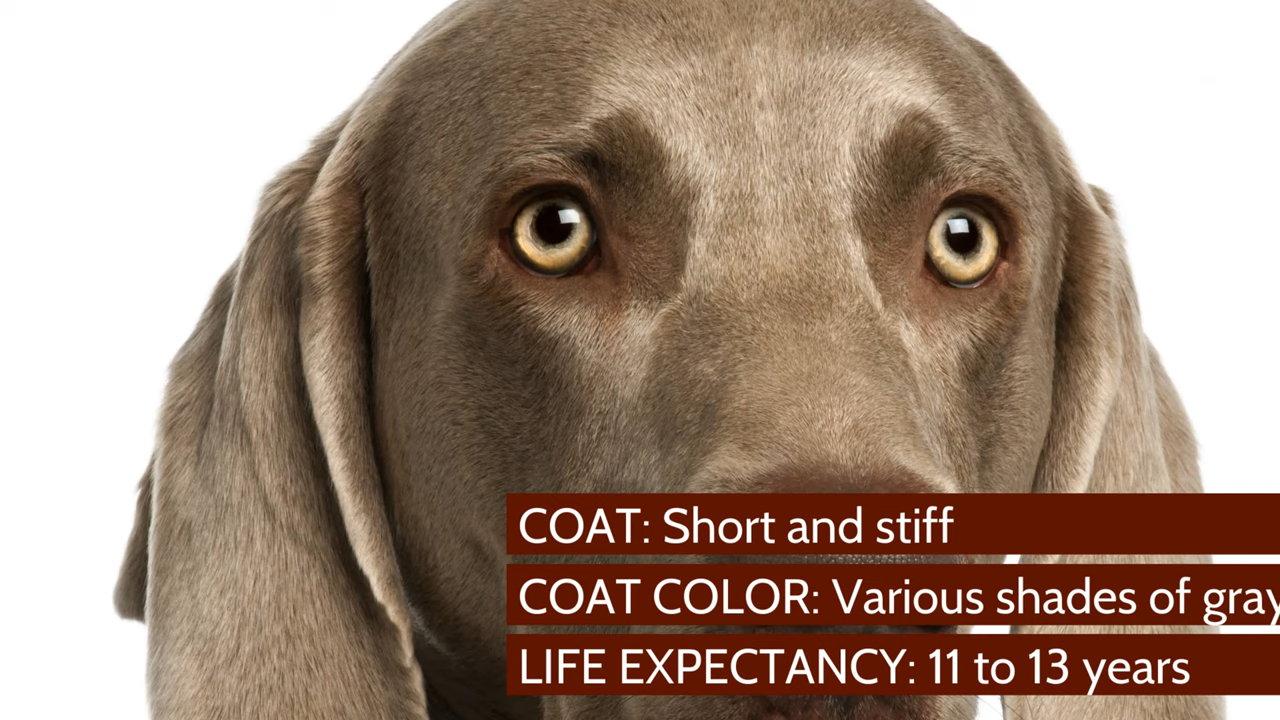 COAT: Short and stiff
COAT COLOR: Various shades of gray
LIFE EXPECTANCY: 11 to 13 years